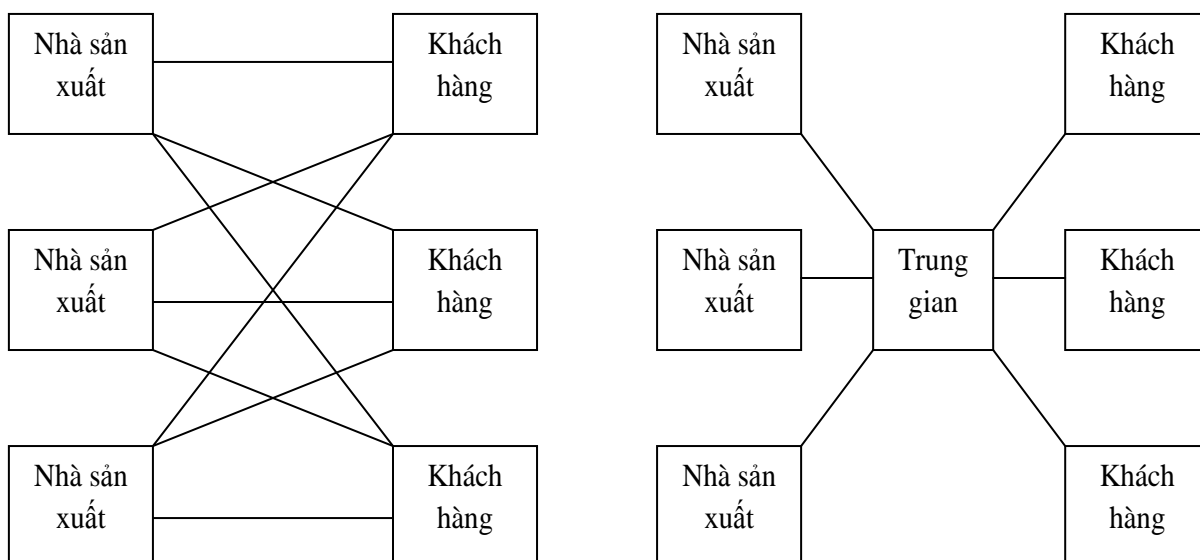 Nhà sản
xuất
Khách
hàng
Nhà sản
xuất
Khách
hàng
Nhà sản
xuất
Khách
hàng
Nhà sản
xuất
Trung
gian
Khách
hàng
Nhà sản
xuất
Khách
hàng
Nhà sản
xuất
Khách
hàng